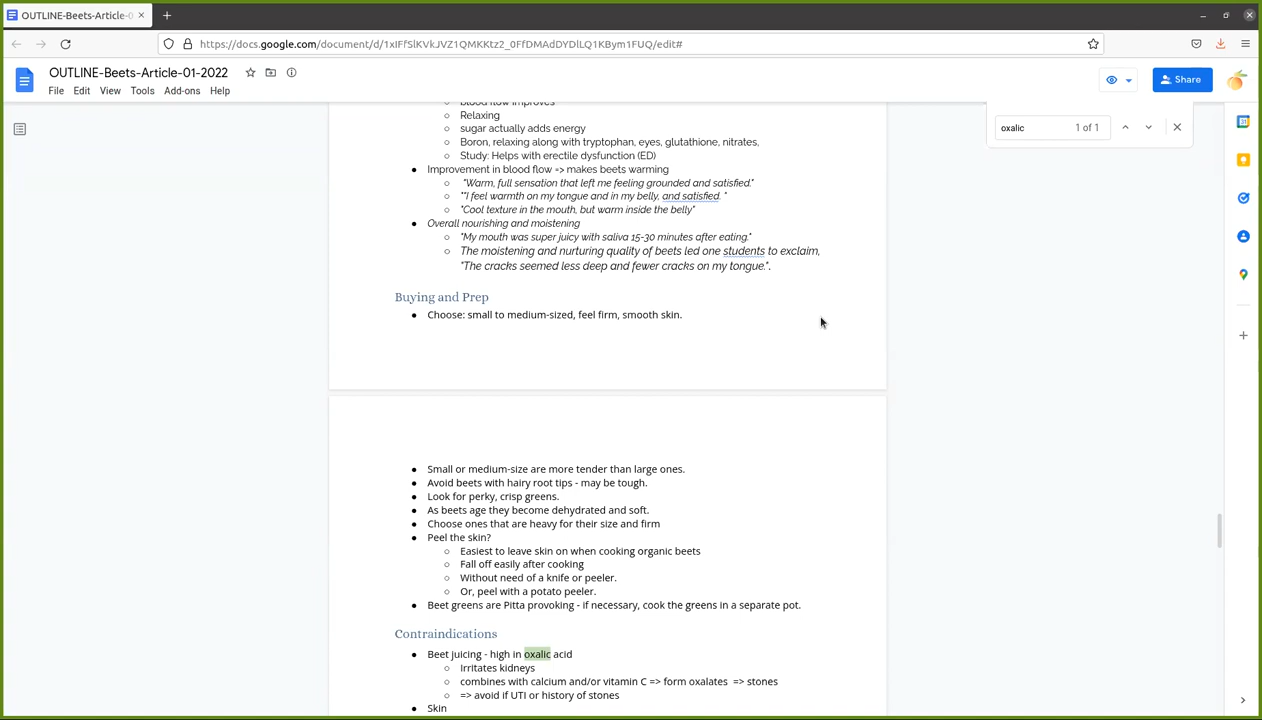 OUTLINE-Beets-Article-0
https://docs.google.com/document/d/1xIFfSlKVkJVZ1QMKKtz2_0FfDMAdDYDlLQ1KBym1FUQ/edit#
OUTLINE-Beets-Article-01-2022
File Edit View Tools Add-ons Help
Share
oxalic 1 of 1
blood flow improves
Relaxing
sugar actually adds energy
Boron, relaxing along with tryptophan, eyes, glutathione, nitrates,
Study: Helps with erectile dysfunction (ED)
Improvement in blood flow => makes beets warming
"Warm, full sensation that left me feeling grounded and satisfied."
""I feel warmth on my tongue and in my belly, and satisfied. "
"Cool texture in the mouth, but warm inside the belly"
Overall nourishing and moistening
"My mouth was super juicy with saliva 15-30 minutes after eating."
The moistening and nurturing quality of beets led one students to exclaim,
"The cracks seemed less deep and fewer cracks on my tongue.".
Buying and Prep
Choose: small to medium-sized, feel firm, smooth skin.
Small or medium-size are more tender than large ones.
Avoid beets with hairy root tips - may be tough.
Look for perky, crisp greens.
As beets age they become dehydrated and soft.
Choose ones that are heavy for their size and firm
Peel the skin?
Easiest to leave skin on when cooking organic beets
Fall off easily after cooking
Without need of a knife or peeler.
Or, peel with a potato peeler.
Beet greens are Pitta provoking - if necessary, cook the greens in a separate pot.
Contraindications
Beet juicing - high in oxalic acid
Irritates kidneys
combines with calcium and/or vitamin C => form oxalates => stones
=> avoid if UTI or history of stones
Skin